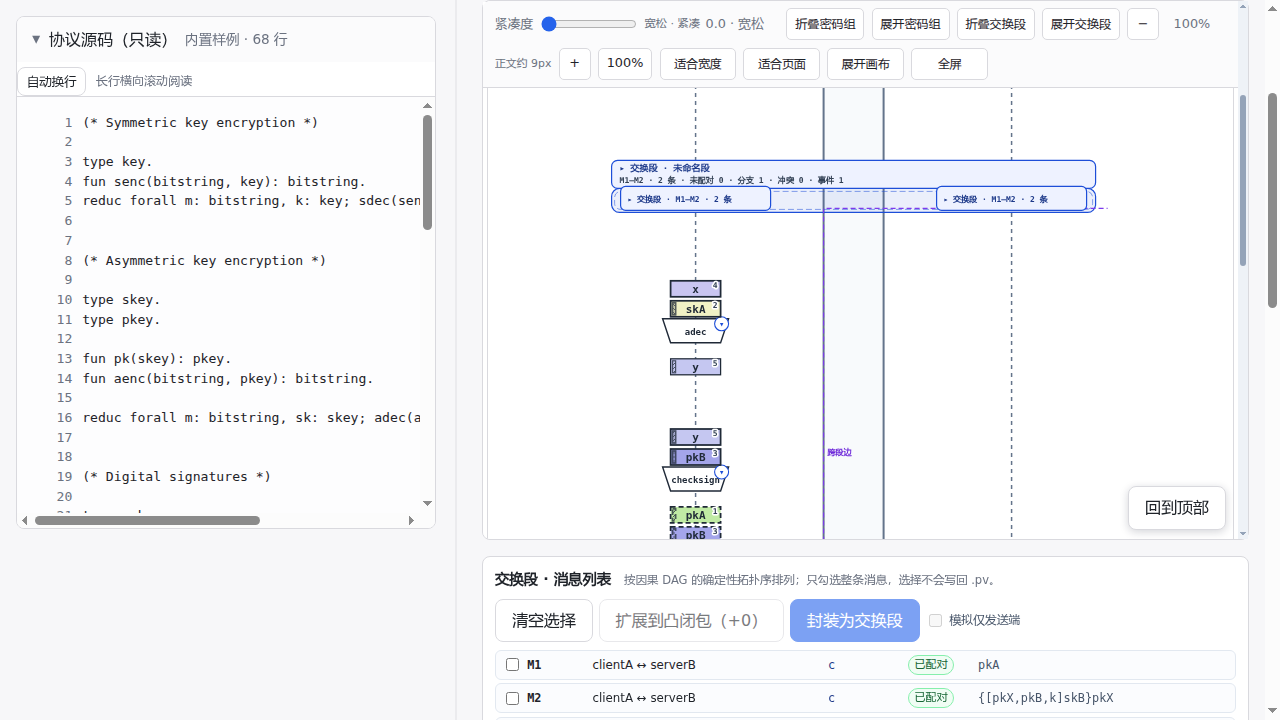 ▼ 协议源码（只读） 内置样例 · 68 行
自动换行 长行横向滚动阅读
1 (* Symmetric key encryption *)
2
3 type key.
4 fun senc(bitstring, key): bitstring.
5 reduc forall m: bitstring, k: key; sdec(sen
6
7
8 (* Asymmetric key encryption *)
9
10 type skey.
11 type pkey.
12
13 fun pk(skey): pkey.
14 fun aenc(bitstring, pkey): bitstring.
15
16 reduc forall m: bitstring, sk: skey; adec(a
17
18
19 (* Digital signatures *)
20
紧凑度 宽松 · 紧凑 0.0 · 宽松 折叠密码组 展开密码组 折叠交换段 展开交换段 − 100%
正文约 9px + 100% 适合宽度 适合页面 展开画布 全屏
▸ 交换段 · 未命名段
M1—M2 · 2 条 · 未配对 0 · 分支 1 · 冲突 0 · 事件 1
▸ 交换段 · M1—M2 · 2 条 ▸ 交换段 · M1—M2 · 2 条
x 4
skA 2
adec ▾
y 5
y 5
pkB 3
跨段边
checksign ▾
pkA 1
pkB 3
回到顶部
交换段 · 消息列表 按因果 DAG 的确定性拓扑序排列；只勾选整条消息，选择不会写回 .pv。
清空选择 扩展到凸闭包（+0） 封装为交换段 模拟仅发送端
M1 clientA ↔ serverB c 已配对 pkA
M2 clientA ↔ serverB c 已配对 {[pkX,pkB,k]skB}pkX